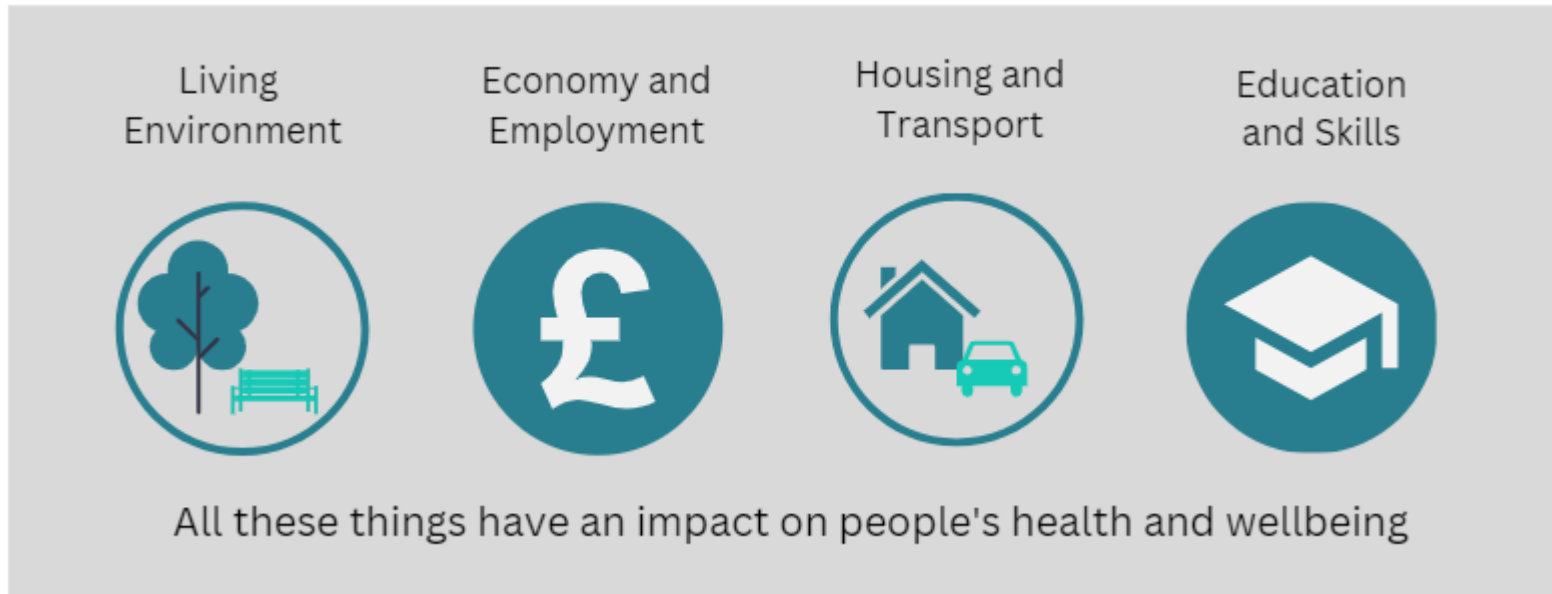 Living
Environment
Economy and
Employment
Housing and
Transport
Education
and Skills
£
All these things have an impact on people's health and wellbeing